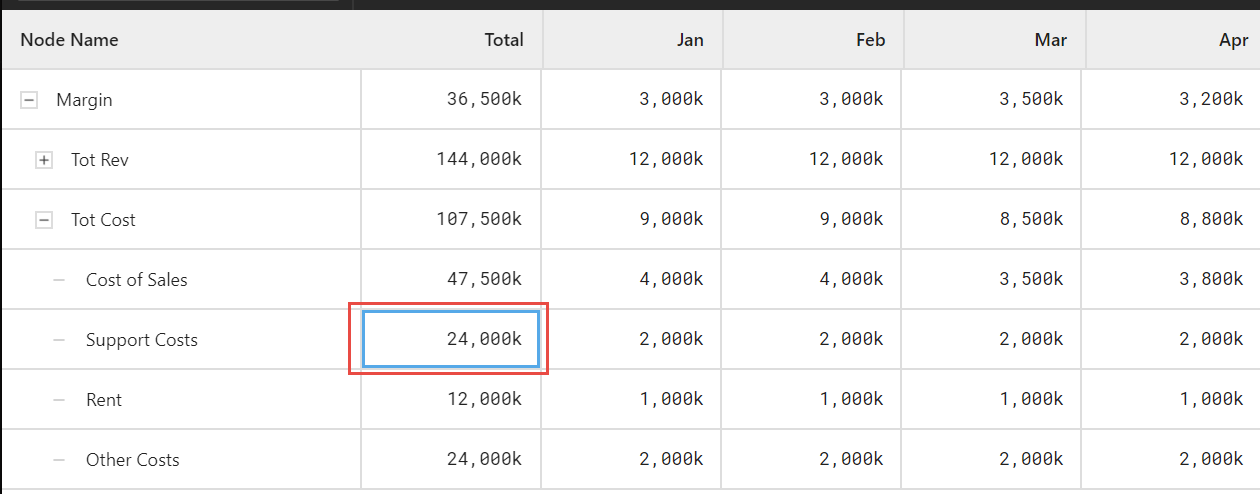 Node Name Total Jan Feb Mar Apr
Margin 36,500k 3,000k 3,000k 3,500k 3,200k
Tot Rev 144,000k 12,000k 12,000k 12,000k 12,000k
Tot Cost 107,500k 9,000k 9,000k 8,500k 8,800k
Cost of Sales 47,500k 4,000k 4,000k 3,500k 3,800k
Support Costs 24,000k 2,000k 2,000k 2,000k 2,000k
Rent 12,000k 1,000k 1,000k 1,000k 1,000k
Other Costs 24,000k 2,000k 2,000k 2,000k 2,000k